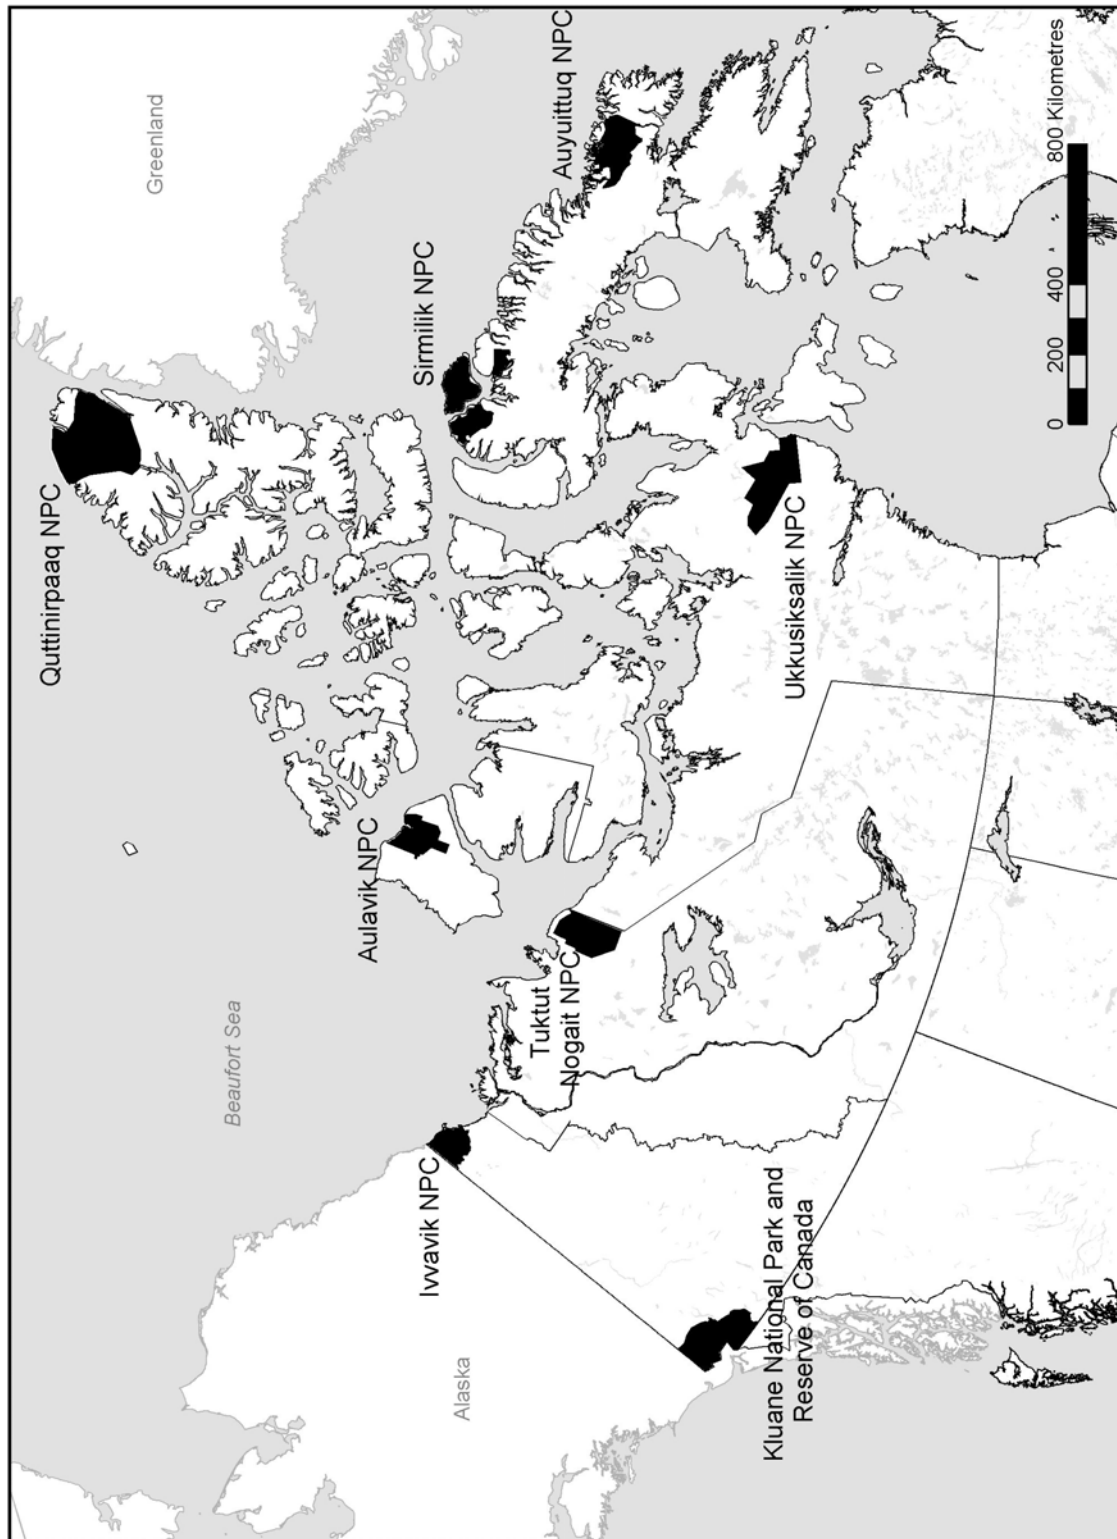 Greenland
Quttinirpaaq NPC
Sirmilik NPC
Auyuittuq NPC
Aulavik NPC
Beaufort Sea
Tuktut
Nogait NPC
Ivvavik NPC
Alaska
Ukkusiksalik NPC
Kluane National Park and
Reserve of Canada
0 200 400 800 Kilometres